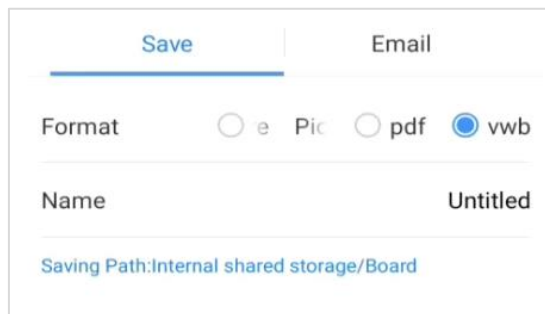 Save Email
Format pdf vwb
Name Untitled
Saving Path:Internal shared storage/Board